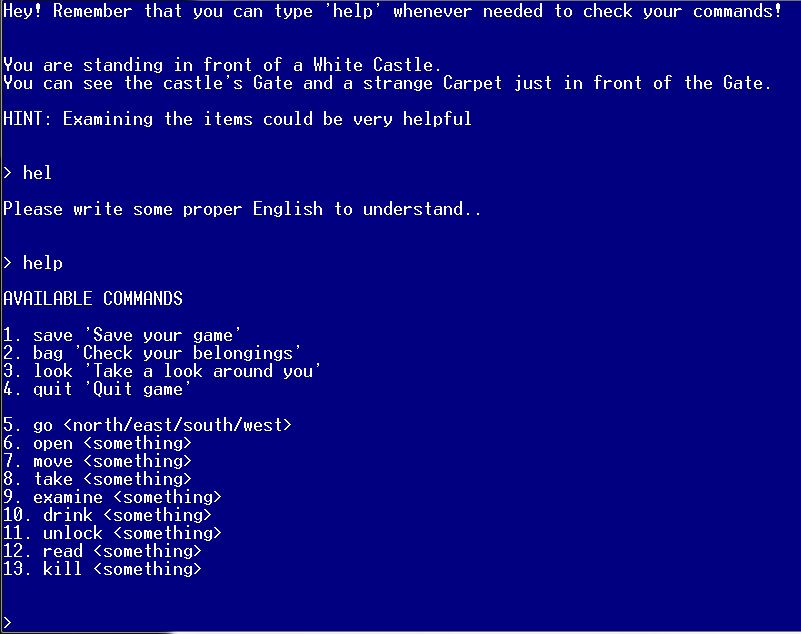 Hey! Remember that you can type 'help' whenever needed to check your commands!
You are standing in front of a White Castle.
You can see the castle's Gate and a strange Carpet just in front of the Gate.
HINT: Examining the items could be very helpful
> hel
Please write some proper English to understand..
> help
AVAILABLE COMMANDS
1. save 'Save your game'
2. bag 'Check your belongings'
3. look 'Take a look around you'
4. quit 'Quit game'
5. go <north/east/south/west>
6. open <something>
7. move <something>
8. take <something>
9. examine <something>
10. drink <something>
11. unlock <something>
12. read <something>
13. kill <something>
>